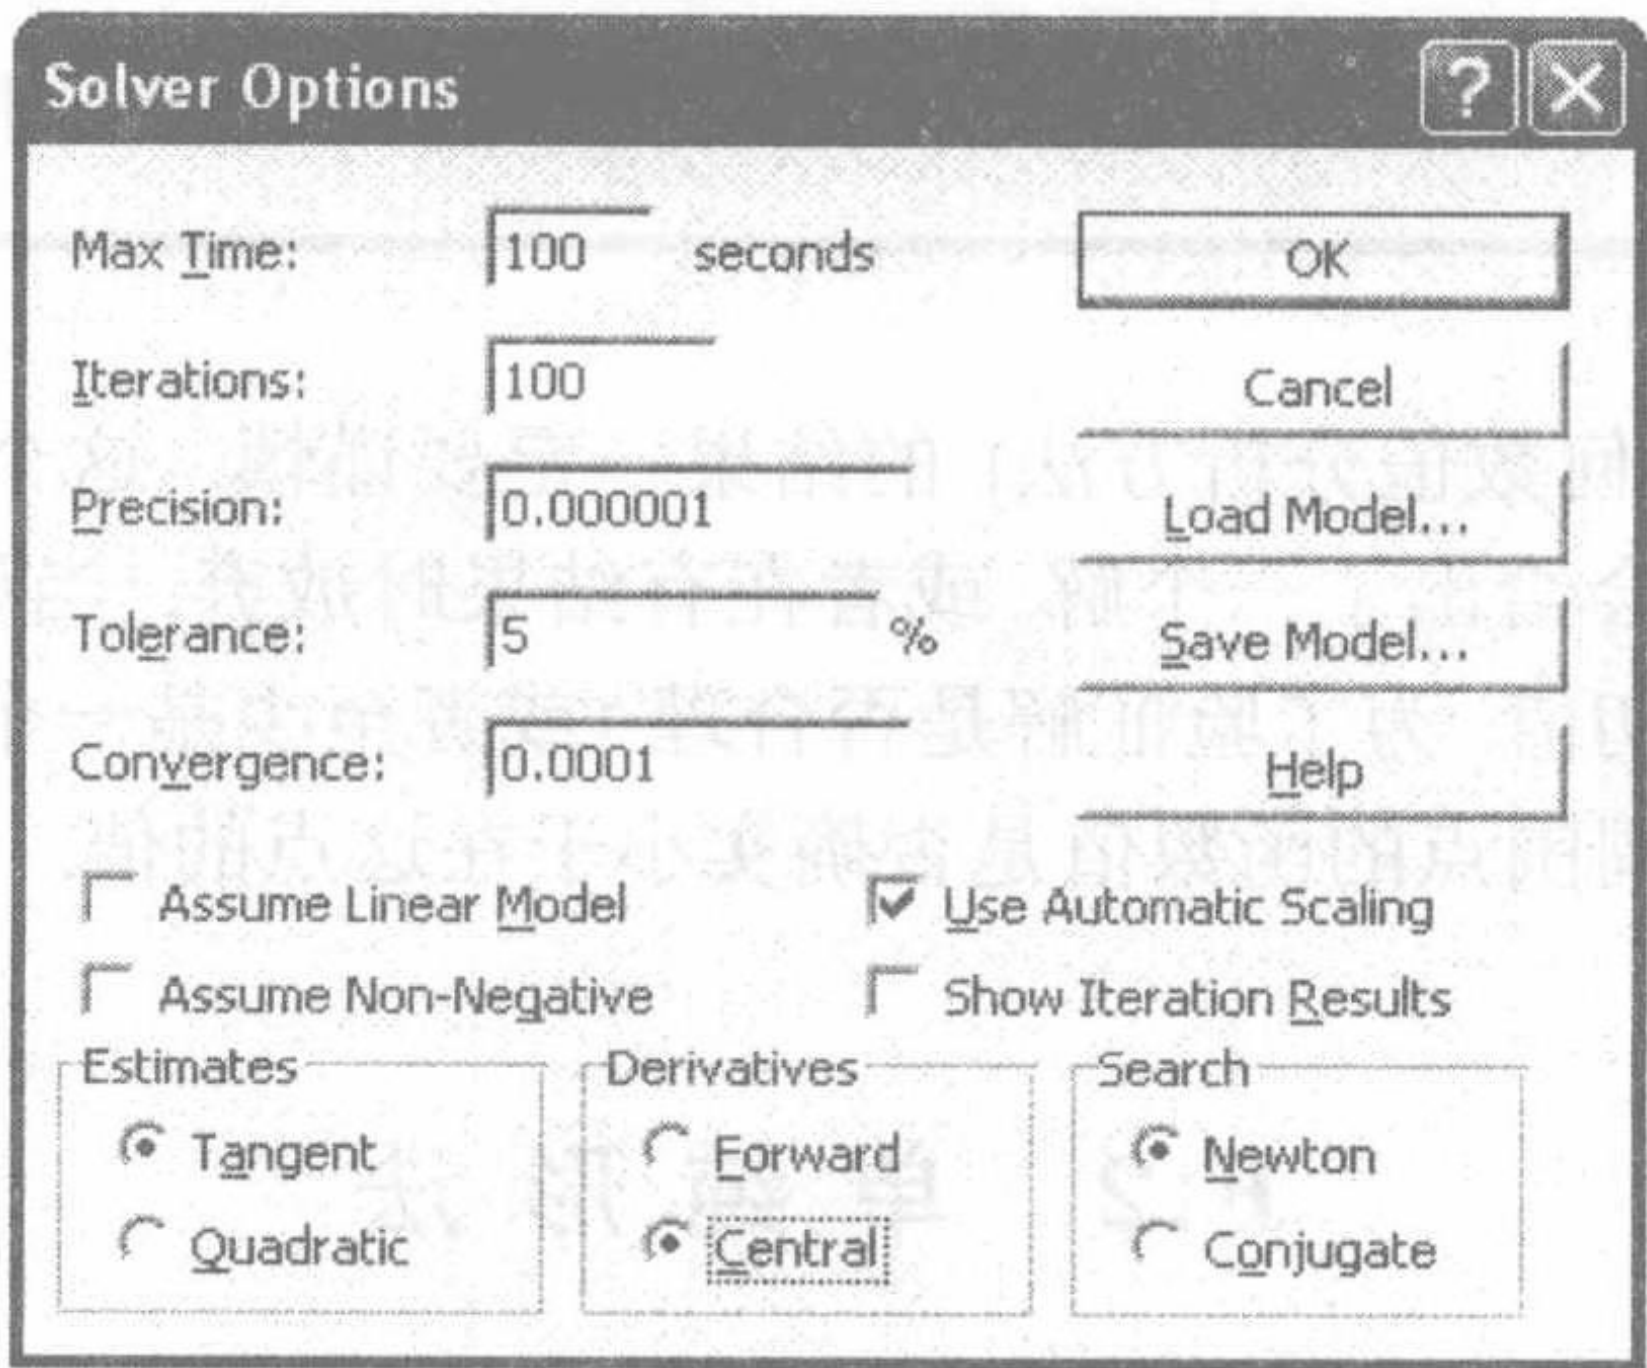 Solver Options
Max Time: 100 seconds
OK
Iterations: 100
Cancel
Precision: 0.000001
Load Model...
Tolerance: 5 %
Save Model...
Convergence: 0.0001
Help
Assume Linear Model
Use Automatic Scaling
Assume Non-Negative
Show Iteration Results
Estimates
Derivatives
Search
Tangent
Forward
Newton
Quadratic
Central
Conjugate